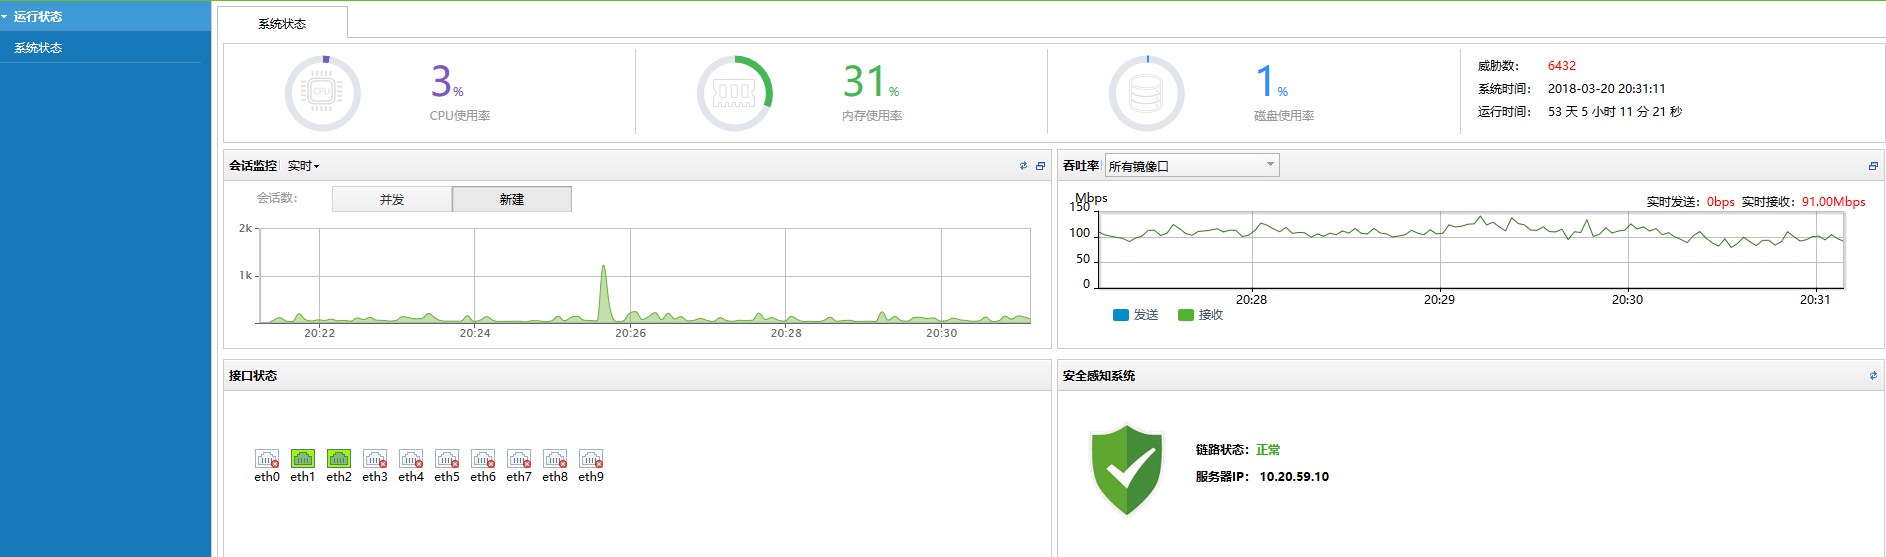 运行状态
系统状态
系统状态
CPU
3%
CPU使用率
31%
内存使用率
1%
磁盘使用率
威胁数： 6432
系统时间： 2018-03-20 20:31:11
运行时间： 53 天 5 小时 11 分 21 秒
会话监控 实时
会话数： 并发 新建
2k
1k
20:22 20:24 20:26 20:28 20:30
吞吐率 所有镜像口
Mbps
实时发送：0bps 实时接收：91.00Mbps
150
100
50
0
20:28 20:29 20:30 20:31
发送 接收
接口状态
eth0 eth1 eth2 eth3 eth4 eth5 eth6 eth7 eth8 eth9
安全感知系统
链路状态：正常
服务器IP： 10.20.59.10